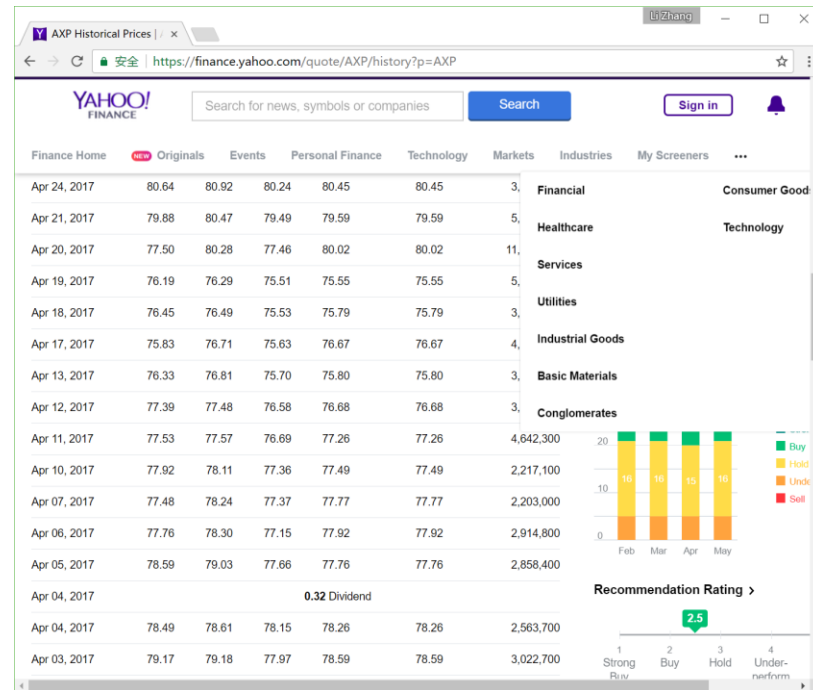 Li Zhang
AXP Historical Prices |
安全 | https://finance.yahoo.com/quote/AXP/history?p=AXP
YAHOO!
FINANCE
Search for news, symbols or companies
Search
Sign in
Finance Home NEW Originals Events Personal Finance Technology Markets Industries My Screeners •••
Apr 24, 2017 80.64 80.92 80.24 80.45 80.45 3,
Apr 21, 2017 79.88 80.47 79.49 79.59 79.59 5,
Apr 20, 2017 77.50 80.28 77.46 80.02 80.02 11,
Apr 19, 2017 76.19 76.29 75.51 75.55 75.55 5,
Apr 18, 2017 76.45 76.49 75.53 75.79 75.79 3,
Apr 17, 2017 75.83 76.71 75.63 76.67 76.67 4,
Apr 13, 2017 76.33 76.81 75.70 75.80 75.80 3,
Apr 12, 2017 77.39 77.48 76.58 76.68 76.68 3,
Apr 11, 2017 77.53 77.57 76.69 77.26 77.26 4,642,300
Apr 10, 2017 77.92 78.11 77.36 77.49 77.49 2,217,100
Apr 07, 2017 77.48 78.24 77.37 77.77 77.77 2,203,000
Apr 06, 2017 77.76 78.30 77.15 77.92 77.92 2,914,800
Apr 05, 2017 78.59 79.03 77.66 77.76 77.76 2,858,400
Apr 04, 2017 0.32 Dividend
Apr 04, 2017 78.49 78.61 78.15 78.26 78.26 2,563,700
Apr 03, 2017 79.17 79.18 77.97 78.59 78.59 3,022,700
Financial Consumer Good
Healthcare Technology
Services
Utilities
Industrial Goods
Basic Materials
Conglomerates
20
Buy
Hold
10 16 16 15 16
Unde
Sell
0
Feb Mar Apr May
Recommendation Rating >
2.5
1 2 3 4
Strong Buy Hold Under-
Buy perform